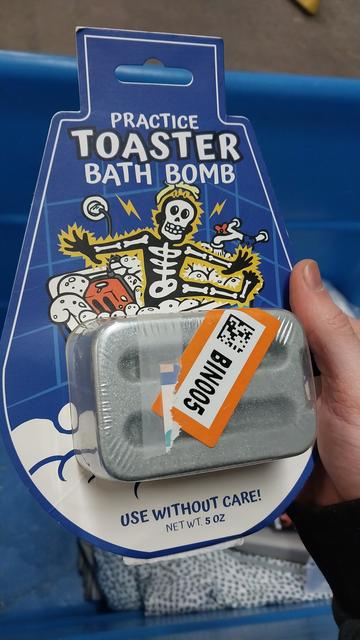 PRACTICE
TOASTER
BATH BOMB
BIN005
USE WITHOUT CARE!
NET WT. 5 OZ